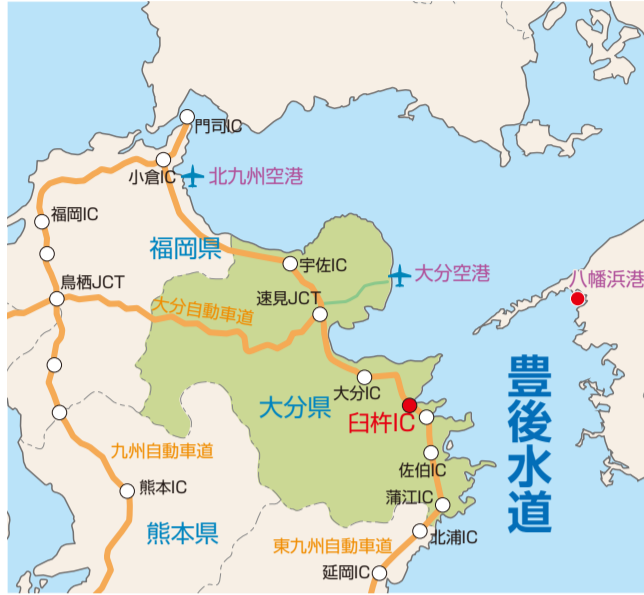 門司IC
小倉IC
北九州空港
福岡IC
福岡県
宇佐IC
大分空港
八幡浜港
鳥栖JCT
大分自動車道
速見JCT
豊後水道
大分IC
大分県
臼杵IC
九州自動車道
佐伯IC
熊本IC
蒲江IC
熊本県
東九州自動車道
北浦IC
延岡IC